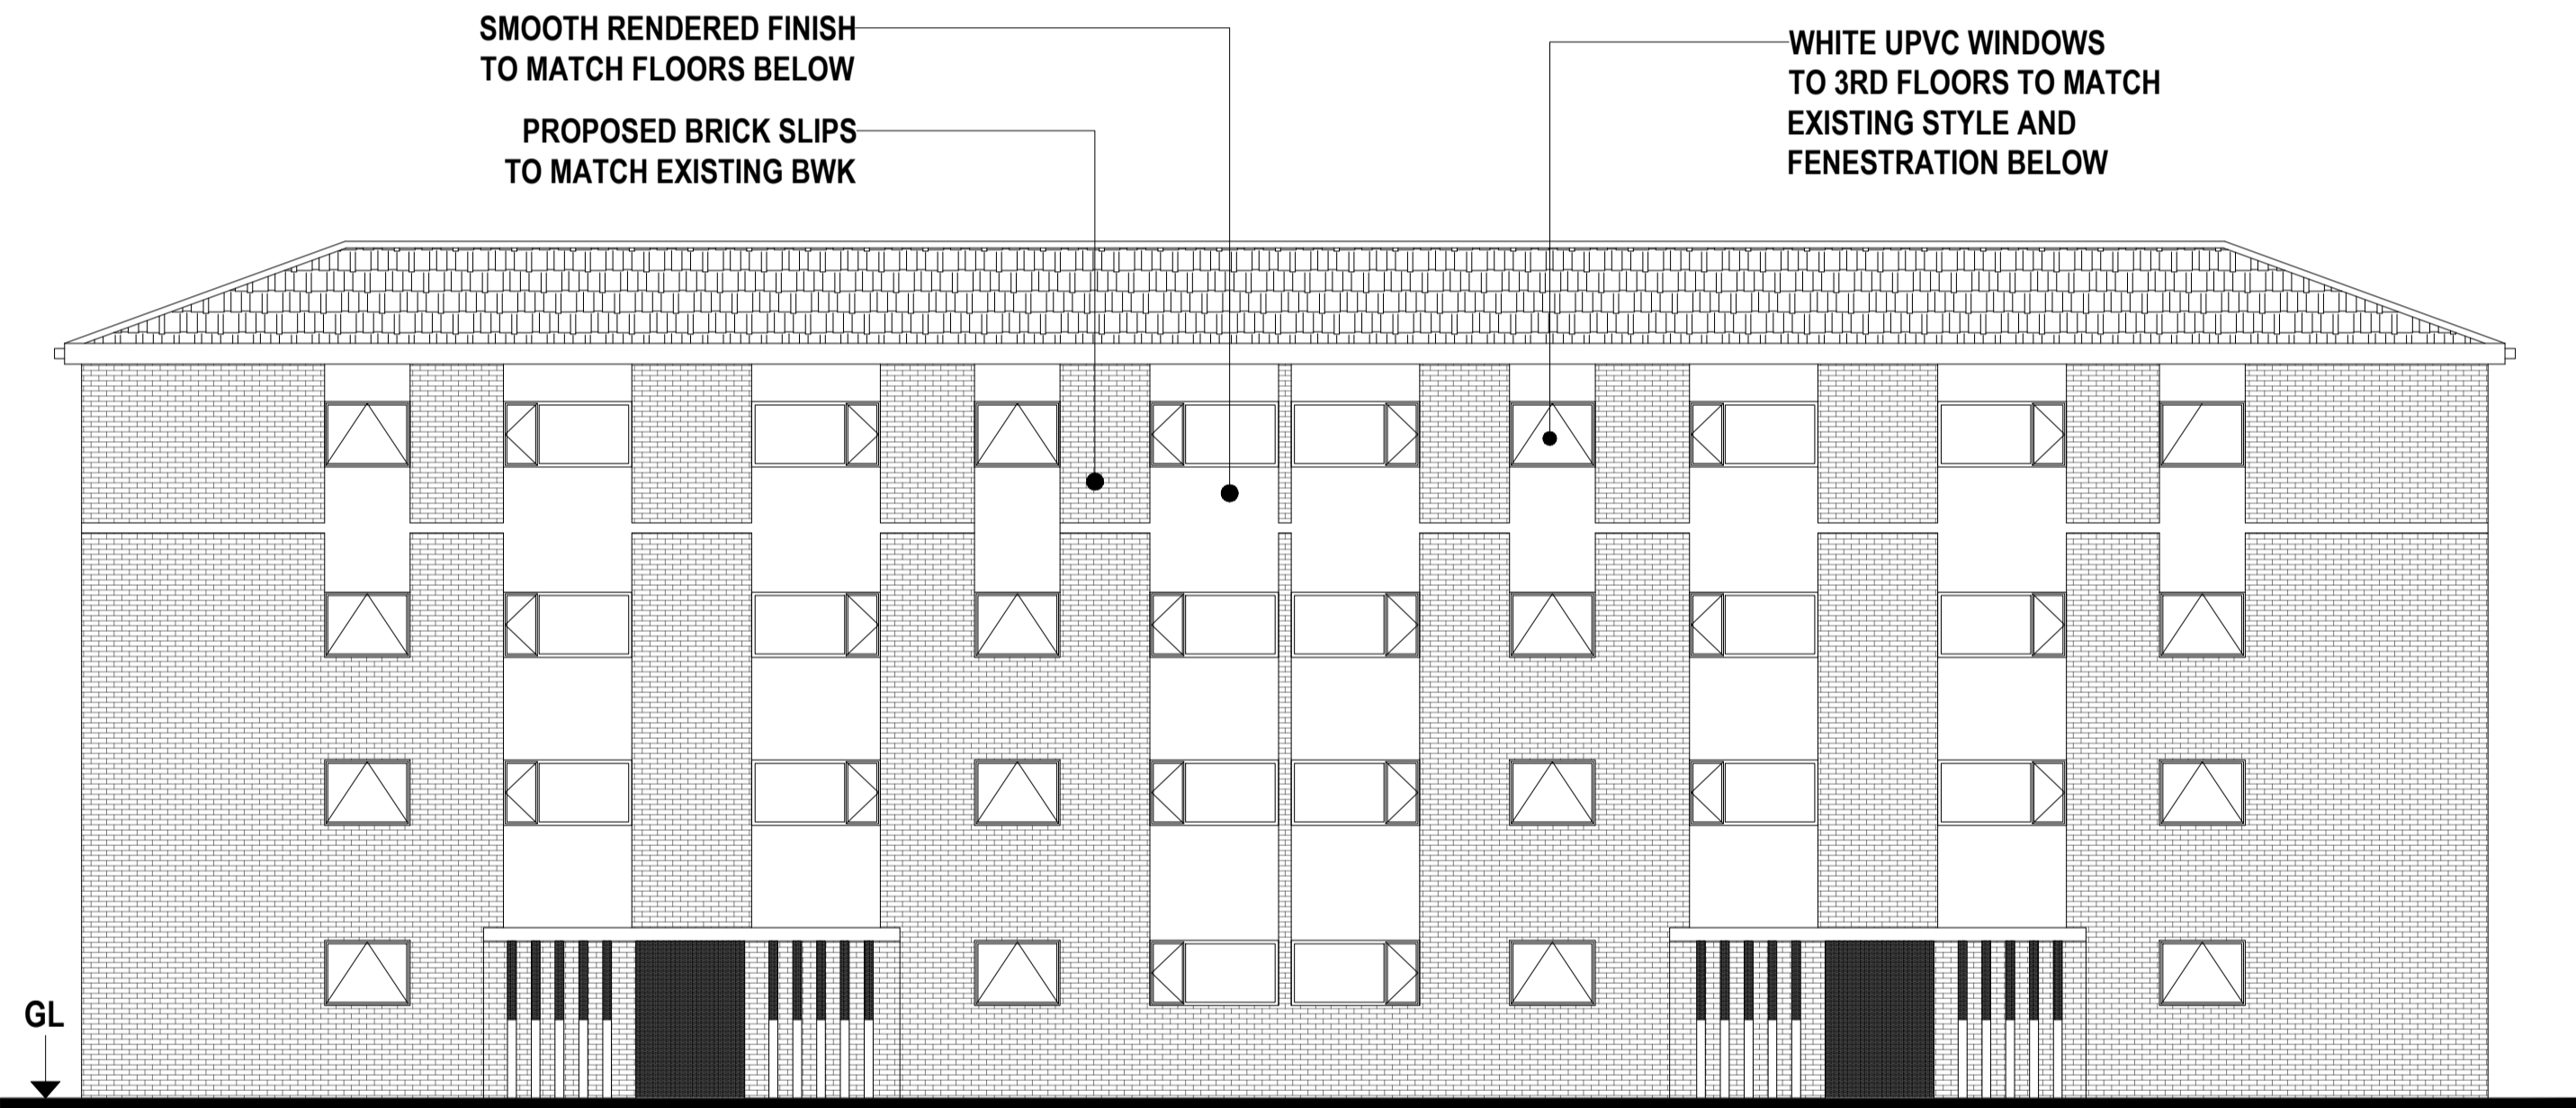 SMOOTH RENDERED FINISH
TO MATCH FLOORS BELOW
PROPOSED BRICK SLIPS
TO MATCH EXISTING BWK
WHITE UPVC WINDOWS
TO 3RD FLOORS TO MATCH
EXISTING STYLE AND
FENESTRATION BELOW
GL